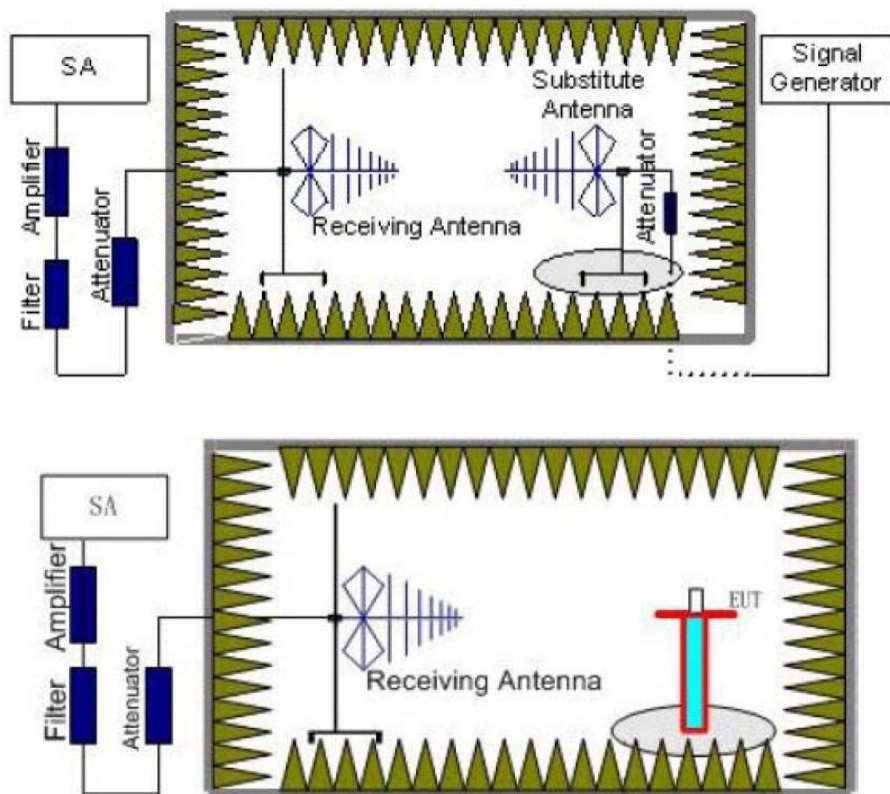 SA
Signal
Generator
Substitute
Antenna
Amplifier
Attenuator
Attenuator
Receiving Antenna
Filter
SA
Amplifier
EUT
Receiving Antenna
Filter
Attenuator